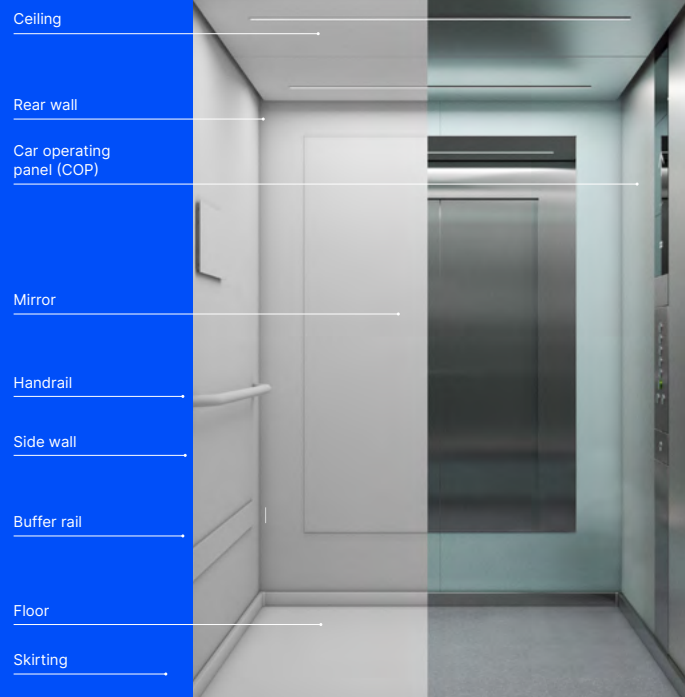 Ceiling
Rear wall
Car operating
panel (COP)
Mirror
Handrail
Side wall
Buffer rail
Floor
Skirting